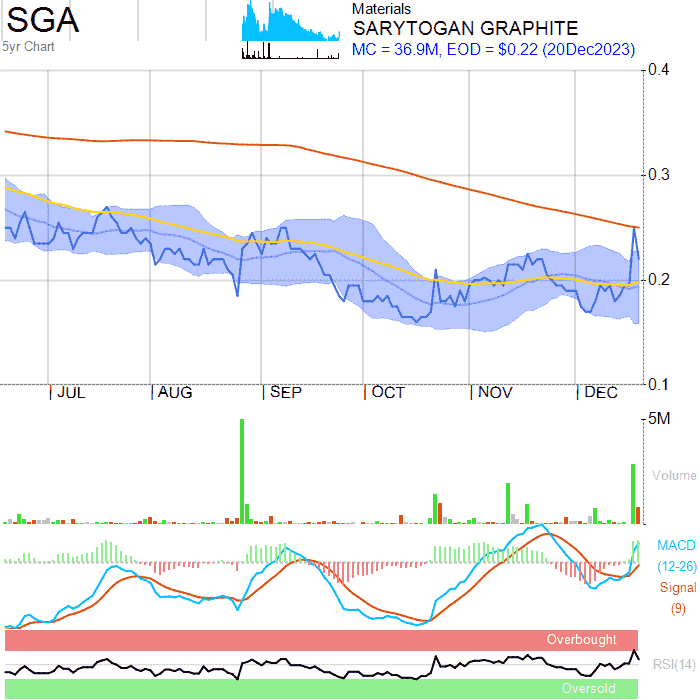 SGA
5yr Chart
Materials
SARYTOGAN GRAPHITE
MC = 36.9M, EOD = $0.22 (20Dec2023)
0.4
0.3
0.2
0.1
JUL AUG SEP OCT NOV DEC
5M
Volume
MACD
(12-26)
Signal
(9)
Overbought
RSI(14)
Oversold